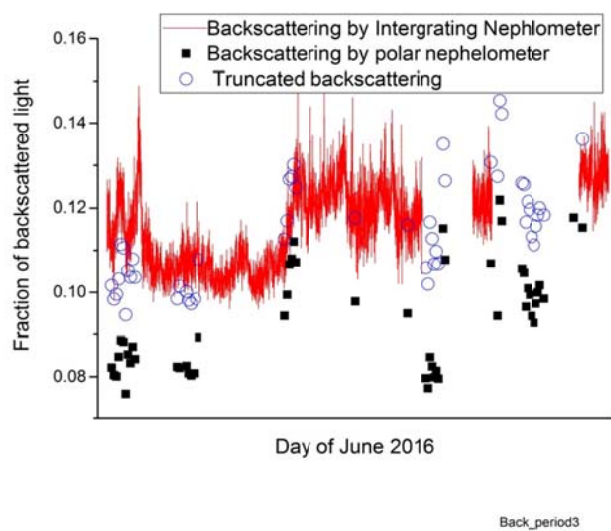 Backscattering by Intergrating Nephlometer
Backscattering by polar nephelometer
Truncated backscattering
0.16
0.14
0.12
0.10
0.08
Fraction of backscattered light
Day of June 2016
Back_period3